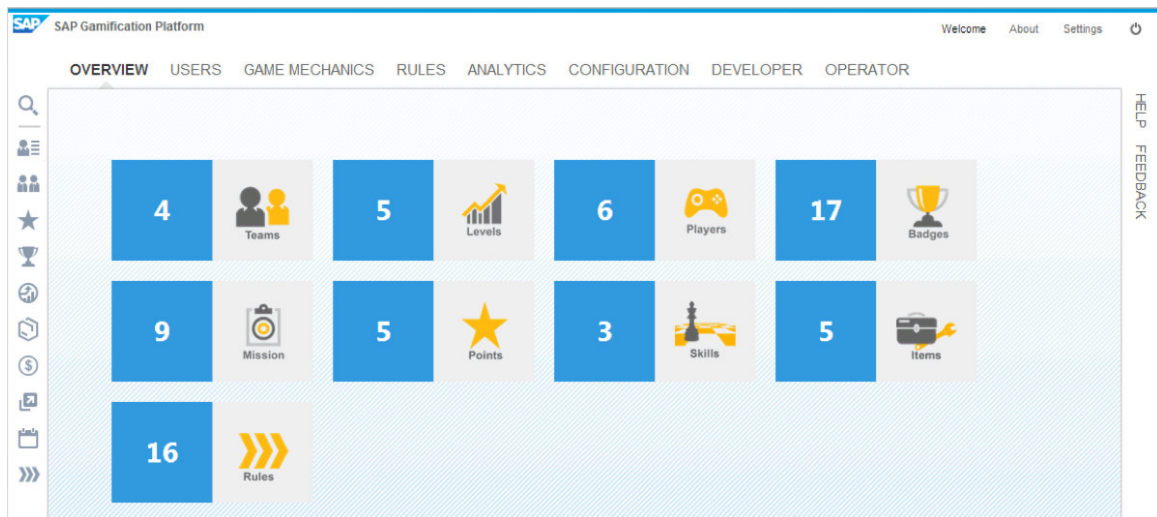 SAP SAP Gamification Platform Welcome About Settings
OVERVIEW USERS GAME MECHANICS RULES ANALYTICS CONFIGURATION DEVELOPER OPERATOR
HELP
FEEDBACK
4 Teams
5 Levels
6 Players
17 Badges
9 Mission
5 Points
3 Skills
5 Items
16 Rules